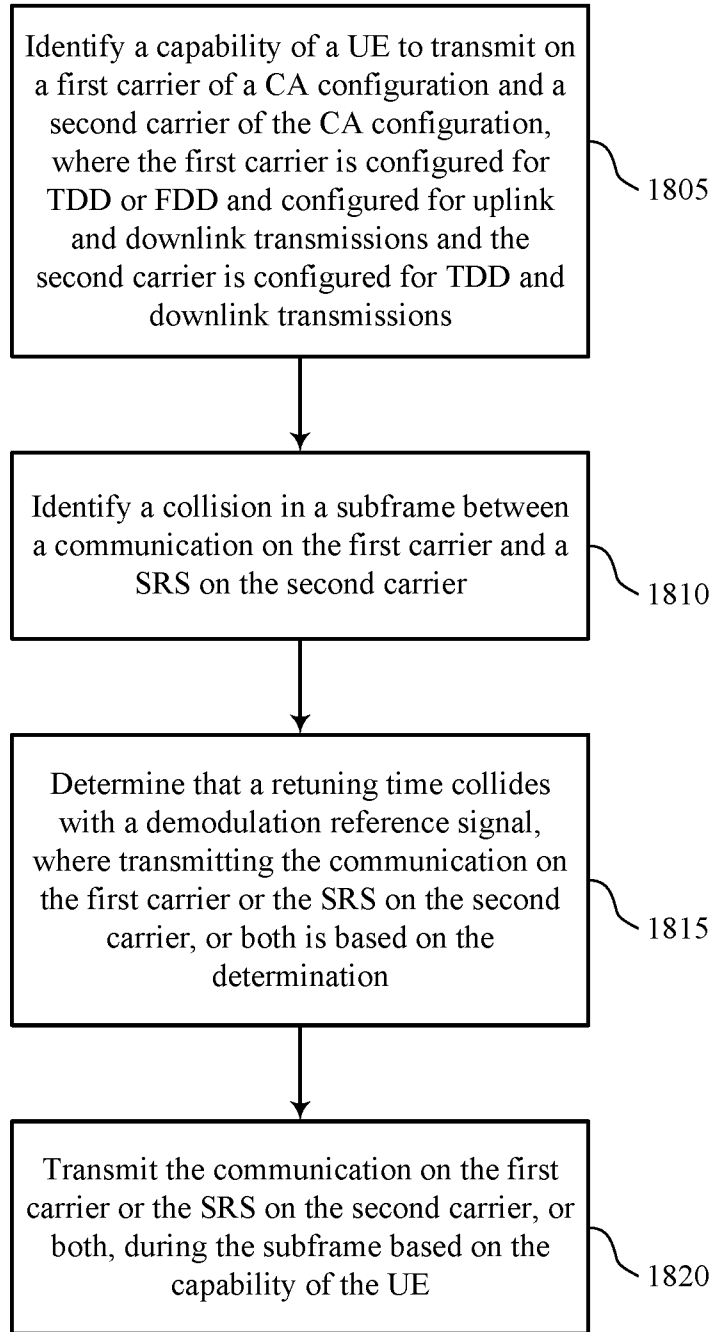 Identify a capability of a UE to transmit on
a first carrier of a CA configuration and a
second carrier of the CA configuration,
where the first carrier is configured for
TDD or FDD and configured for uplink
and downlink transmissions and the
second carrier is configured for TDD and
downlink transmissions
1805
Identify a collision in a subframe between
a communication on the first carrier and a
SRS on the second carrier
1810
Determine that a retuning time collides
with a demodulation reference signal,
where transmitting the communication on
the first carrier or the SRS on the second
carrier, or both is based on the
determination
1815
Transmit the communication on the first
carrier or the SRS on the second carrier, or
both, during the subframe based on the
capability of the UE
1820